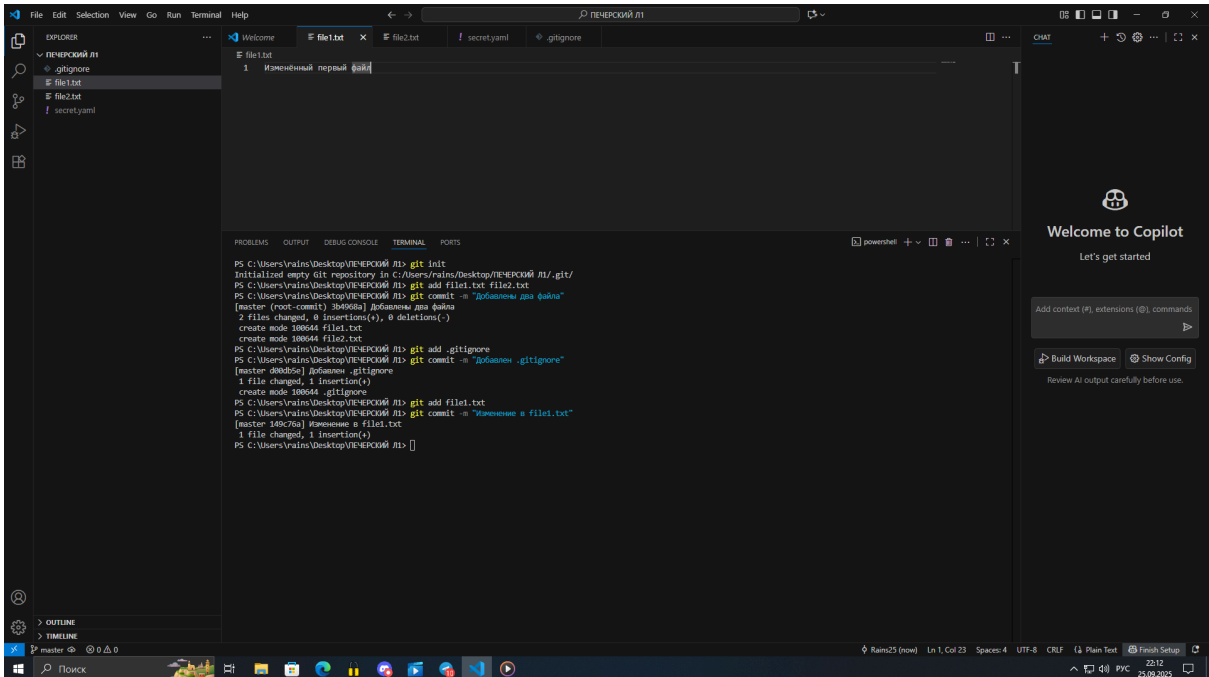 File Edit Selection View Go Run Terminal Help
ПЕЧЕРСКИЙ Л1
EXPLORER
ПЕЧЕРСКИЙ Л1
.gitignore
file1.txt
file2.txt
secret.yaml
OUTLINE
TIMELINE
Welcome file1.txt file2.txt secret.yaml .gitignore
file1.txt
1 Изменённый первый файл
PROBLEMS OUTPUT DEBUG CONSOLE TERMINAL PORTS
powershell
PS C:\Users\rains\Desktop\ПЕЧЕРСКИЙ Л1> git init
Initialized empty Git repository in C:/Users/rains/Desktop/ПЕЧЕРСКИЙ Л1/.git/
PS C:\Users\rains\Desktop\ПЕЧЕРСКИЙ Л1> git add file1.txt file2.txt
PS C:\Users\rains\Desktop\ПЕЧЕРСКИЙ Л1> git commit -m "Добавлены два файла"
[master (root-commit) 3b4968a] Добавлены два файла
2 files changed, 0 insertions(+), 0 deletions(-)
create mode 100644 file1.txt
create mode 100644 file2.txt
PS C:\Users\rains\Desktop\ПЕЧЕРСКИЙ Л1> git add .gitignore
PS C:\Users\rains\Desktop\ПЕЧЕРСКИЙ Л1> git commit -m "Добавлен .gitignore"
[master d00db5e] Добавлен .gitignore
1 file changed, 1 insertion(+)
create mode 100644 .gitignore
PS C:\Users\rains\Desktop\ПЕЧЕРСКИЙ Л1> git add file1.txt
PS C:\Users\rains\Desktop\ПЕЧЕРСКИЙ Л1> git commit -m "Изменение в file1.txt"
[master 149c76a] Изменение в file1.txt
1 file changed, 1 insertion(+)
PS C:\Users\rains\Desktop\ПЕЧЕРСКИЙ Л1>
CHAT
Welcome to Copilot
Let's get started
Add context (#), extensions (@), commands
Build Workspace Show Config
Review AI output carefully before use.
master 0 0 Rains25 (now) Ln 1, Col 23 Spaces: 4 UTF-8 CRLF Plain Text Finish Setup
Поиск
10
РУС
22:12
25.09.2025